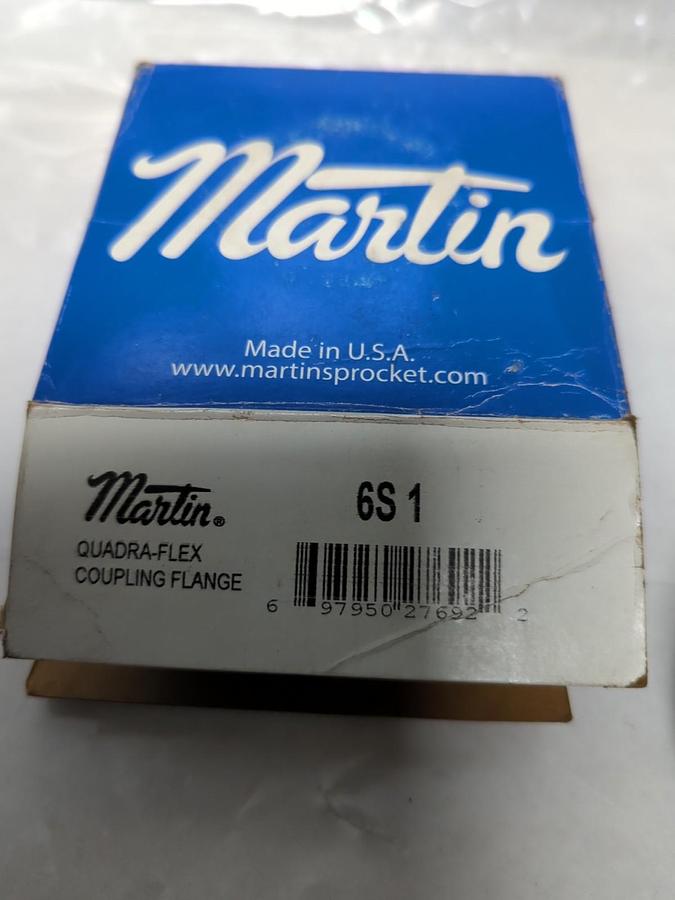 Martin
Made in U.S.A.
www.martinsprocket.com
Martin®
6S 1
QUADRA-FLEX
COUPLING FLANGE
6 97950 27692 2